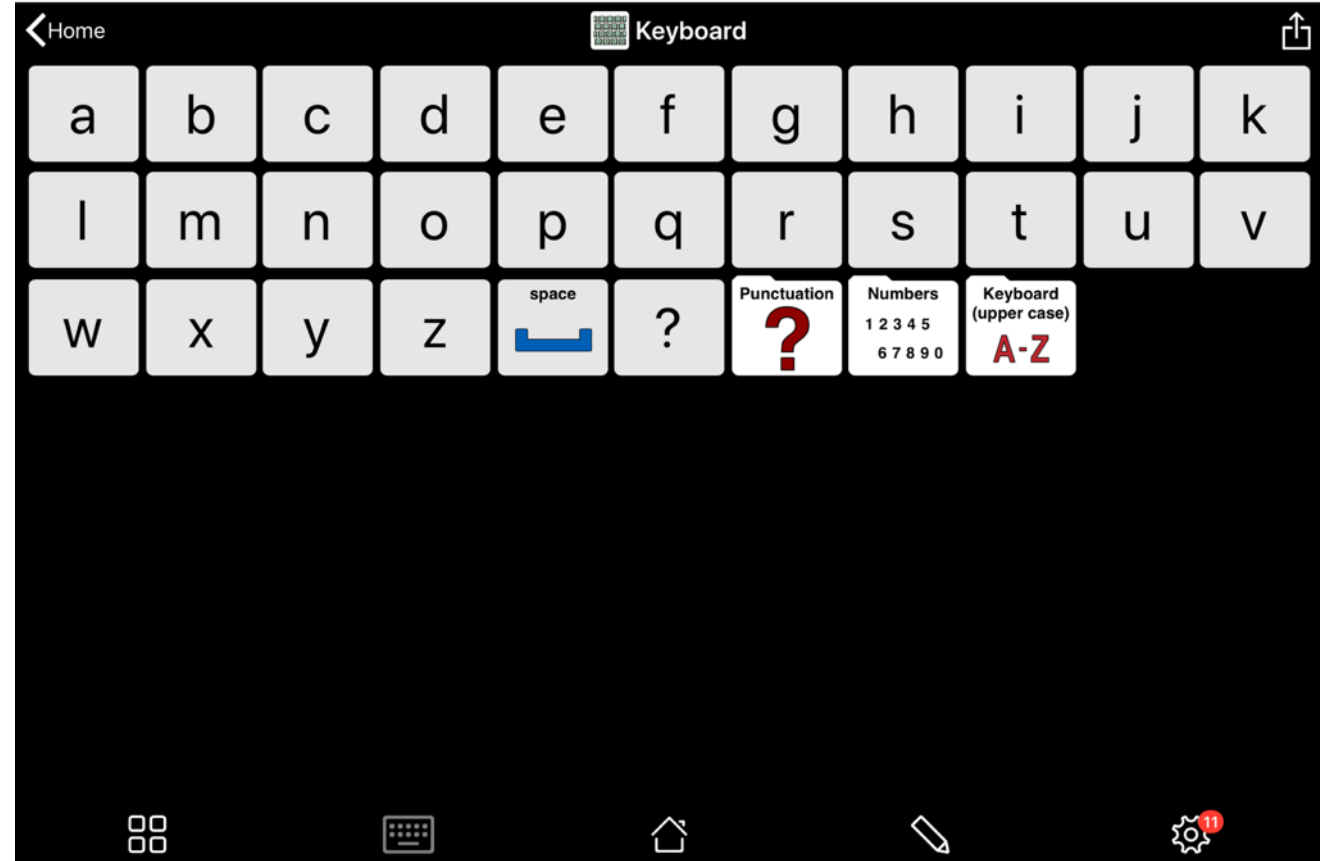 Home
Keyboard
a b c d e f g h i j k
l m n o p q r s t u v
w x y z space ? Punctuation ? Numbers 1 2 3 4 5 6 7 8 9 0 Keyboard (upper case) A-Z
11